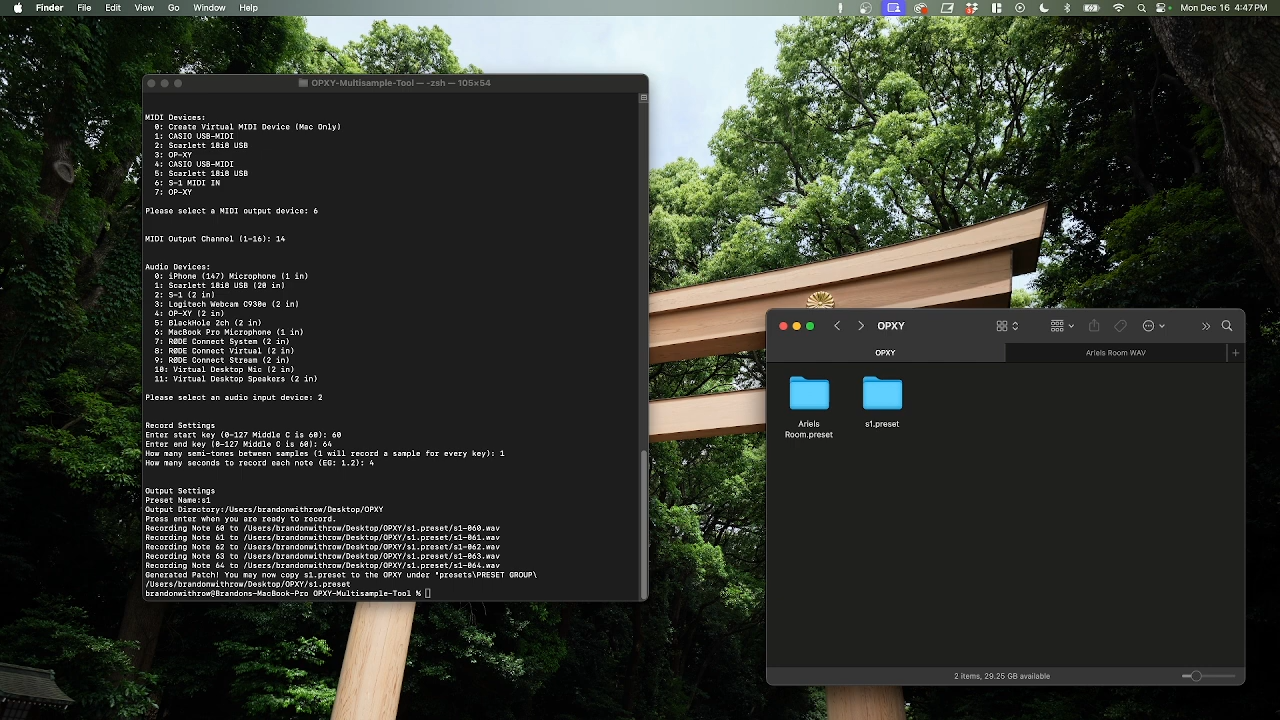 Finder File Edit View Go Window Help
3
Mon Dec 16 4:47 PM
OPXY-Multisample-Tool — -zsh — 105×54
MIDI Devices:
0: Create Virtual MIDI Device (Mac Only)
1: CASIO USB-MIDI
2: Scarlett 18i8 USB
3: OP-XY
4: CASIO USB-MIDI
5: Scarlett 18i8 USB
6: S-1 MIDI IN
7: OP-XY
Please select a MIDI output device: 6
MIDI Output Channel (1-16): 14
Audio Devices:
0: iPhone (147) Microphone (1 in)
1: Scarlett 18i8 USB (20 in)
2: S-1 (2 in)
3: Logitech Webcam C930e (2 in)
4: OP-XY (2 in)
5: BlackHole 2ch (2 in)
6: MacBook Pro Microphone (1 in)
7: RØDE Connect System (2 in)
8: RØDE Connect Virtual (2 in)
9: RØDE Connect Stream (2 in)
10: Virtual Desktop Mic (2 in)
11: Virtual Desktop Speakers (2 in)
Please select an audio input device: 2
Record Settings
Enter start key (0-127 Middle C is 60): 60
Enter end key (0-127 Middle C is 60): 64
How many semi-tones between samples (1 will record a sample for every key): 1
How many seconds to record each note (EG: 1.2): 4
Output Settings
Preset Name:s1
Output Directory:/Users/brandonwithrow/Desktop/OPXY
Press enter when you are ready to record.
Recording Note 60 to /Users/brandonwithrow/Desktop/OPXY/s1.preset/s1-060.wav
Recording Note 61 to /Users/brandonwithrow/Desktop/OPXY/s1.preset/s1-061.wav
Recording Note 62 to /Users/brandonwithrow/Desktop/OPXY/s1.preset/s1-062.wav
Recording Note 63 to /Users/brandonwithrow/Desktop/OPXY/s1.preset/s1-063.wav
Recording Note 64 to /Users/brandonwithrow/Desktop/OPXY/s1.preset/s1-064.wav
Generated Patch! You may now copy s1.preset to the OPXY under "presets\PRESET GROUP\
/Users/brandonwithrow/Desktop/OPXY/s1.preset
brandonwithrow@Brandons-MacBook-Pro OPXY-Multisample-Tool %
OPXY
OPXY
Ariels Room WAV
Ariels
Room.preset
s1.preset
2 items, 29.25 GB available